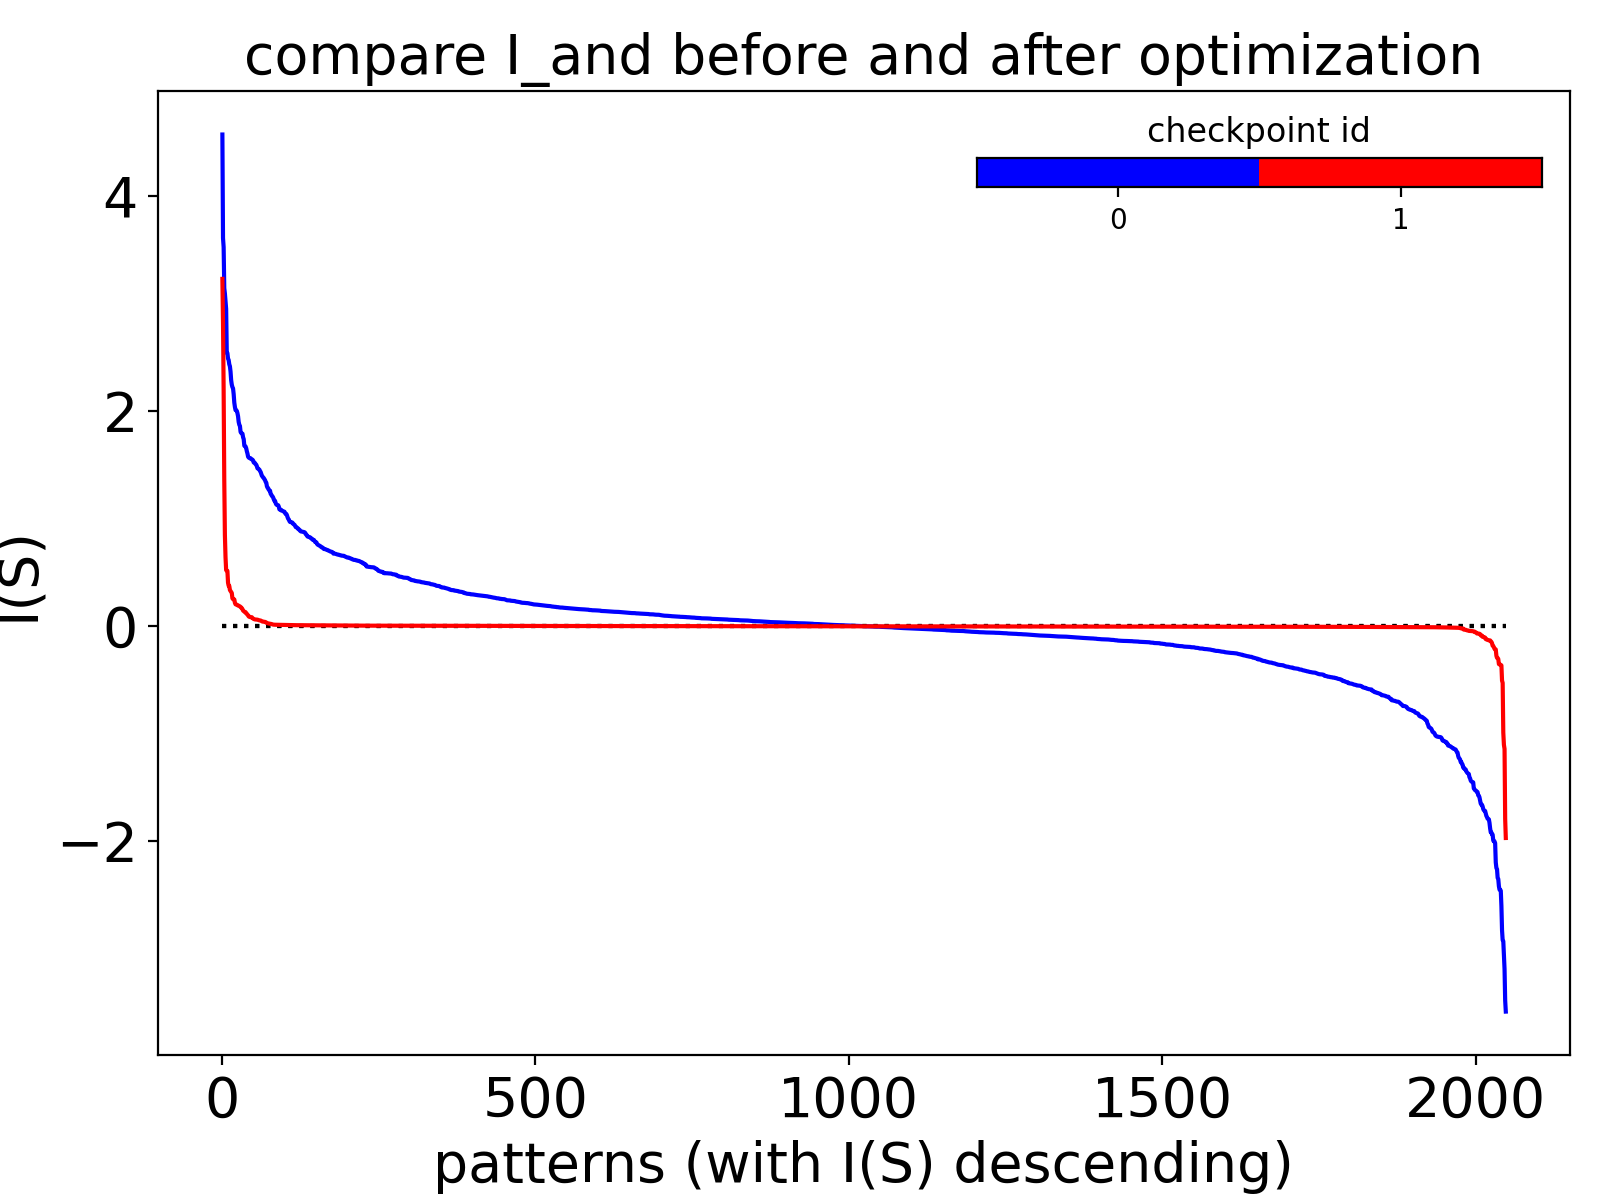 compare I_and before and after optimization
checkpoint id
0 1
4
2
0
−2
I(S)
0 500 1000 1500 2000
patterns (with I(S) descending)